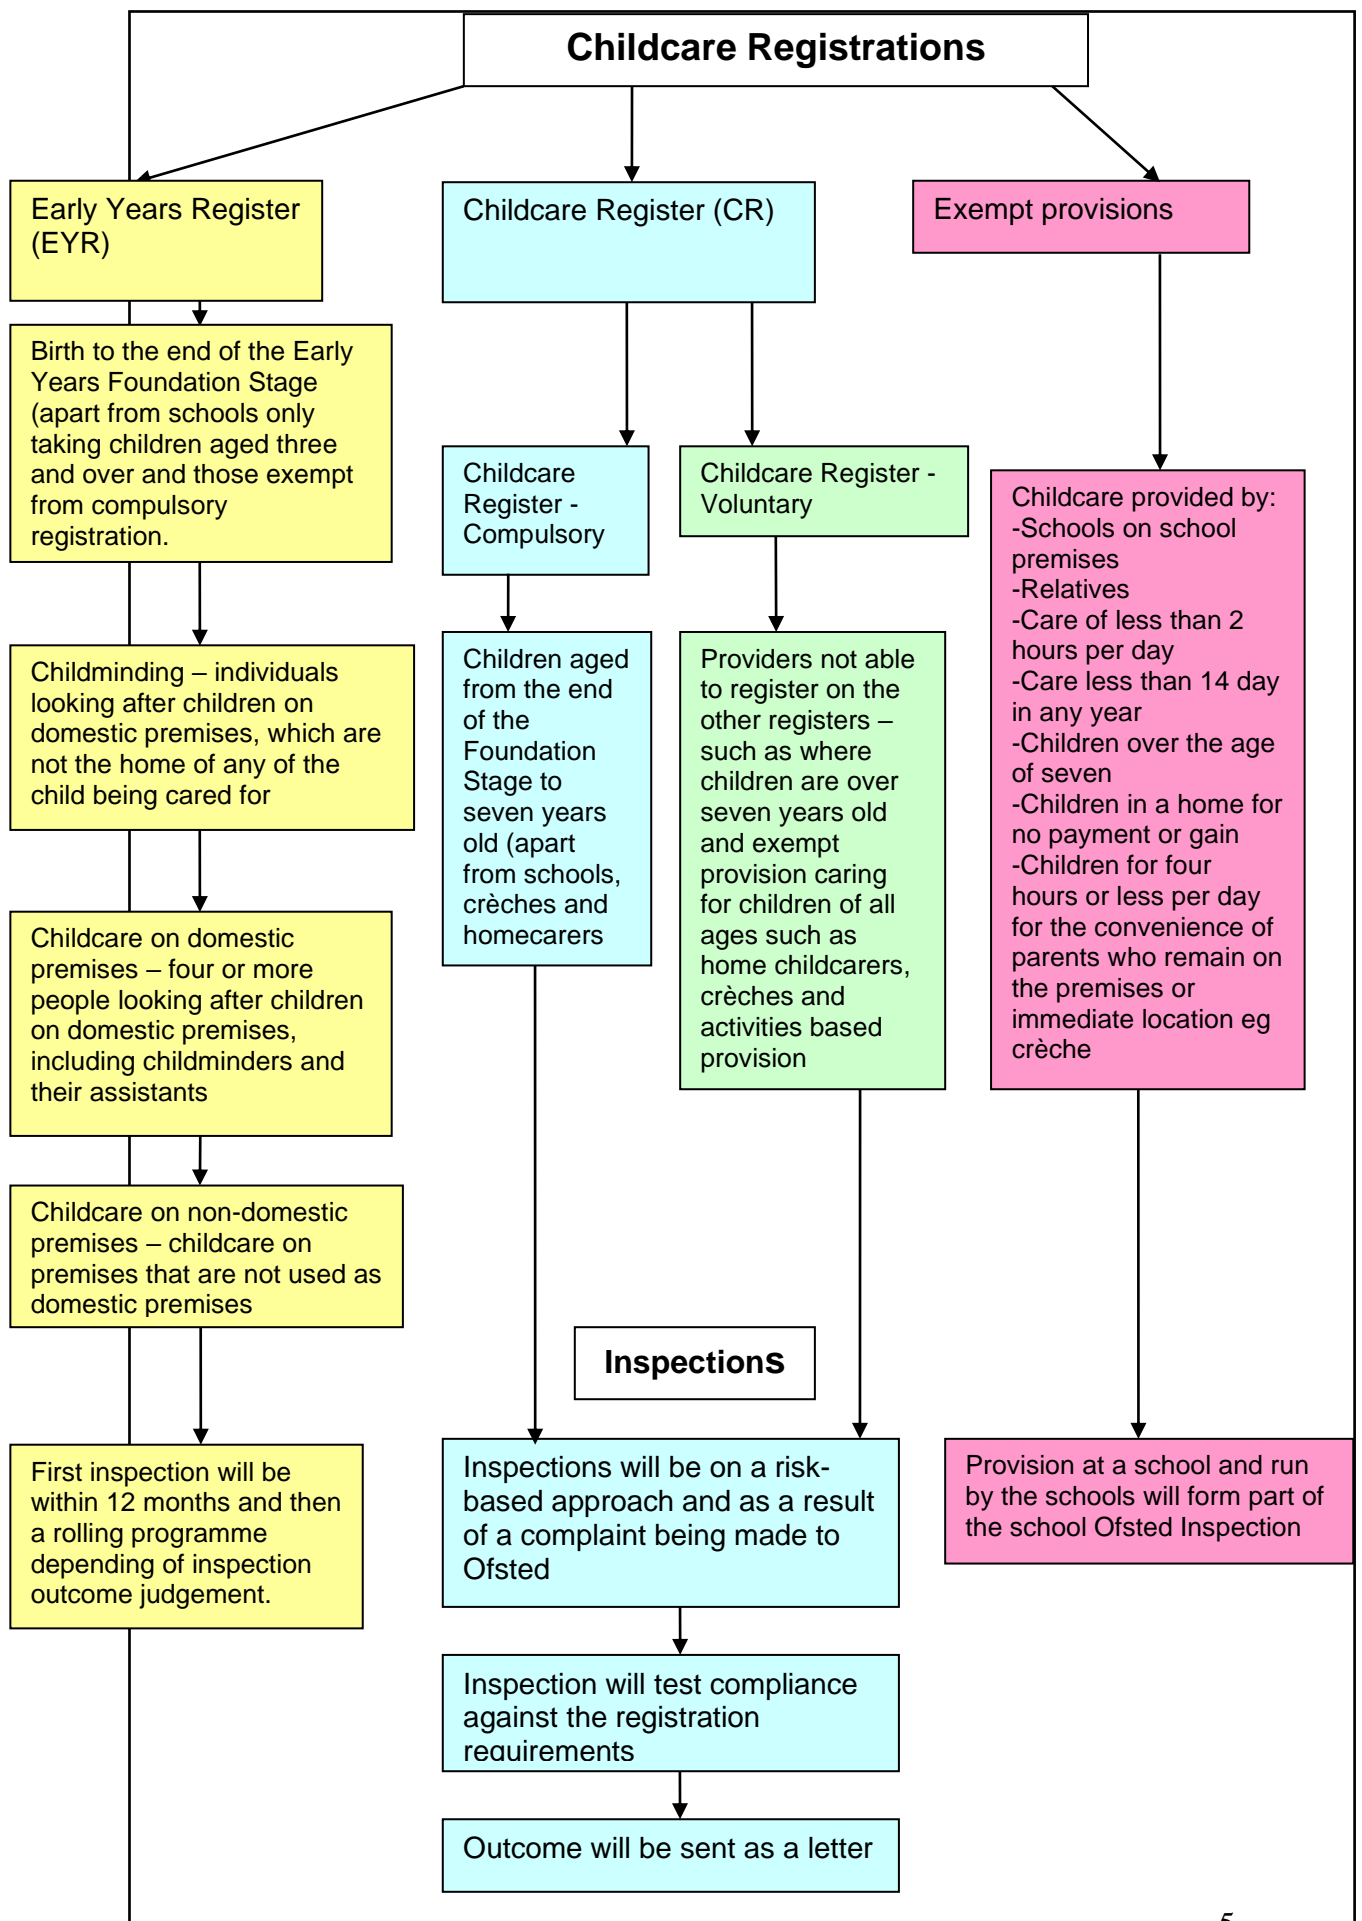 Childcare Registrations
Early Years Register
(EYR)
Childcare Register (CR)
Exempt provisions
Birth to the end of the Early
Years Foundation Stage
(apart from schools only
taking children aged three
and over and those exempt
from compulsory
registration.
Childcare
Register -
Compulsory
Childcare Register -
Voluntary
Childcare provided by:
-Schools on school
premises
-Relatives
-Care of less than 2
hours per day
-Care less than 14 day
in any year
-Children over the age
of seven
-Children in a home for
no payment or gain
-Children for four
hours or less per day
for the convenience of
parents who remain on
the premises or
immediate location eg
crèche
Childminding – individuals
looking after children on
domestic premises, which are
not the home of any of the
child being cared for
Children aged
from the end
of the
Foundation
Stage to
seven years
old (apart
from schools,
crèches and
homecarers
Providers not able
to register on the
other registers –
such as where
children are over
seven years old
and exempt
provision caring
for children of all
ages such as
home childcarers,
crèches and
activities based
provision
Childcare on domestic
premises – four or more
people looking after children
on domestic premises,
including childminders and
their assistants
Childcare on non-domestic
premises – childcare on
premises that are not used as
domestic premises
Inspections
First inspection will be
within 12 months and then
a rolling programme
depending of inspection
outcome judgement.
Inspections will be on a risk-
based approach and as a result
of a complaint being made to
Ofsted
Provision at a school and run
by the schools will form part of
the school Ofsted Inspection
Inspection will test compliance
against the registration
requirements
Outcome will be sent as a letter
5